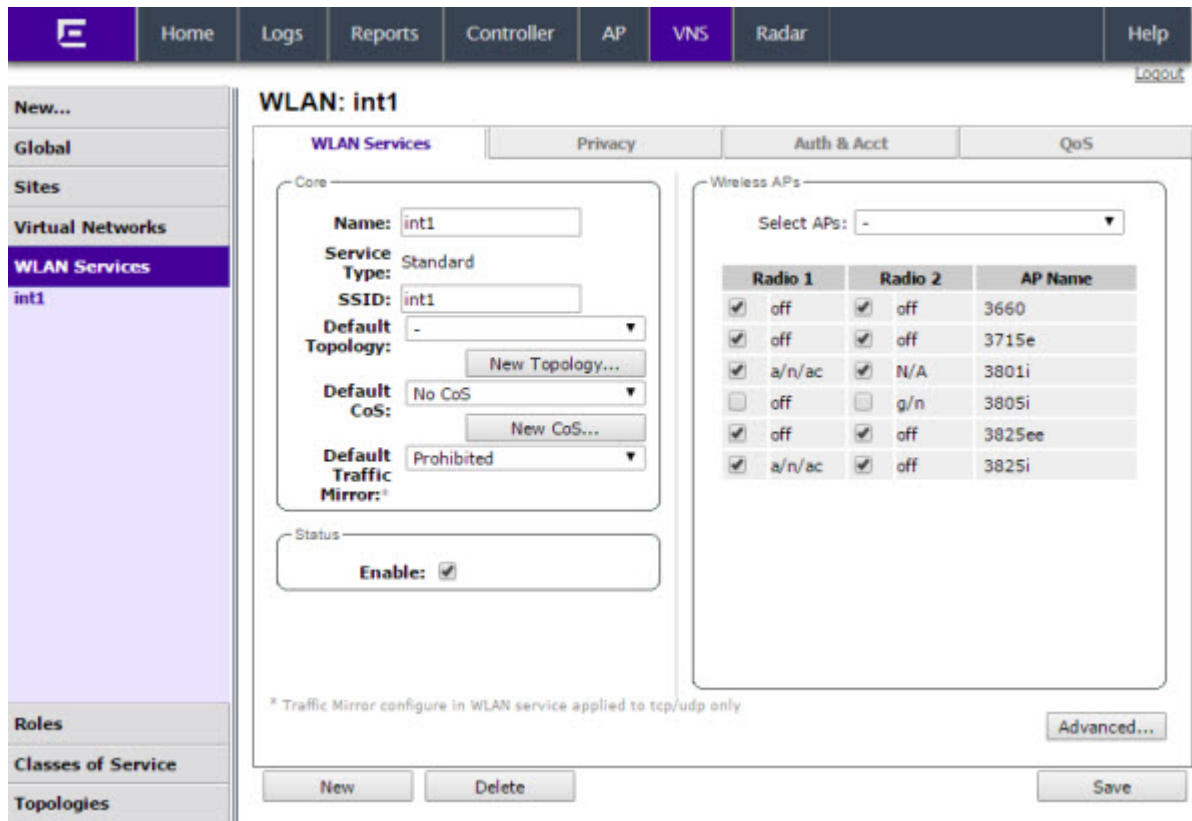 Home Logs Reports Controller AP VNS Radar Help
Logout
New...
Global
Sites
Virtual Networks
WLAN Services
int1
Roles
Classes of Service
Topologies
WLAN: int1
WLAN Services Privacy Auth & Acct QoS
Core
Name: int1
Service Type: Standard
SSID: int1
Default Topology: -
New Topology...
Default CoS: No CoS
New CoS...
Default Traffic Mirror:* Prohibited
Status
Enable:
Wireless APs
Select APs: -
Radio 1 Radio 2 AP Name
off off 3660
off off 3715e
a/n/ac N/A 3801i
off g/n 3805i
off off 3825ee
a/n/ac off 3825i
* Traffic Mirror configure in WLAN service applied to tcp/udp only
Advanced...
New Delete Save